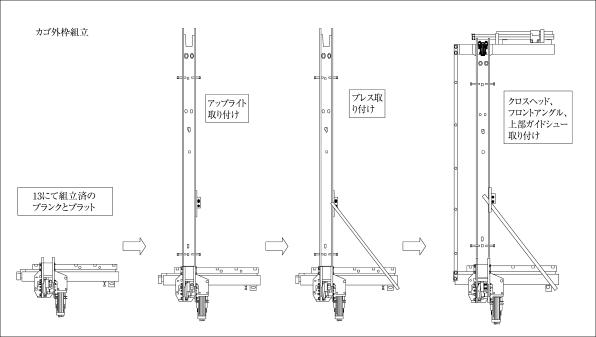 カゴ外枠組立
アップライト
取り付け
ブレス取
り付け
クロスヘッド、
フロントアングル、
上部ガイドシュー
取り付け
13にて組立済の
プランクとプラット